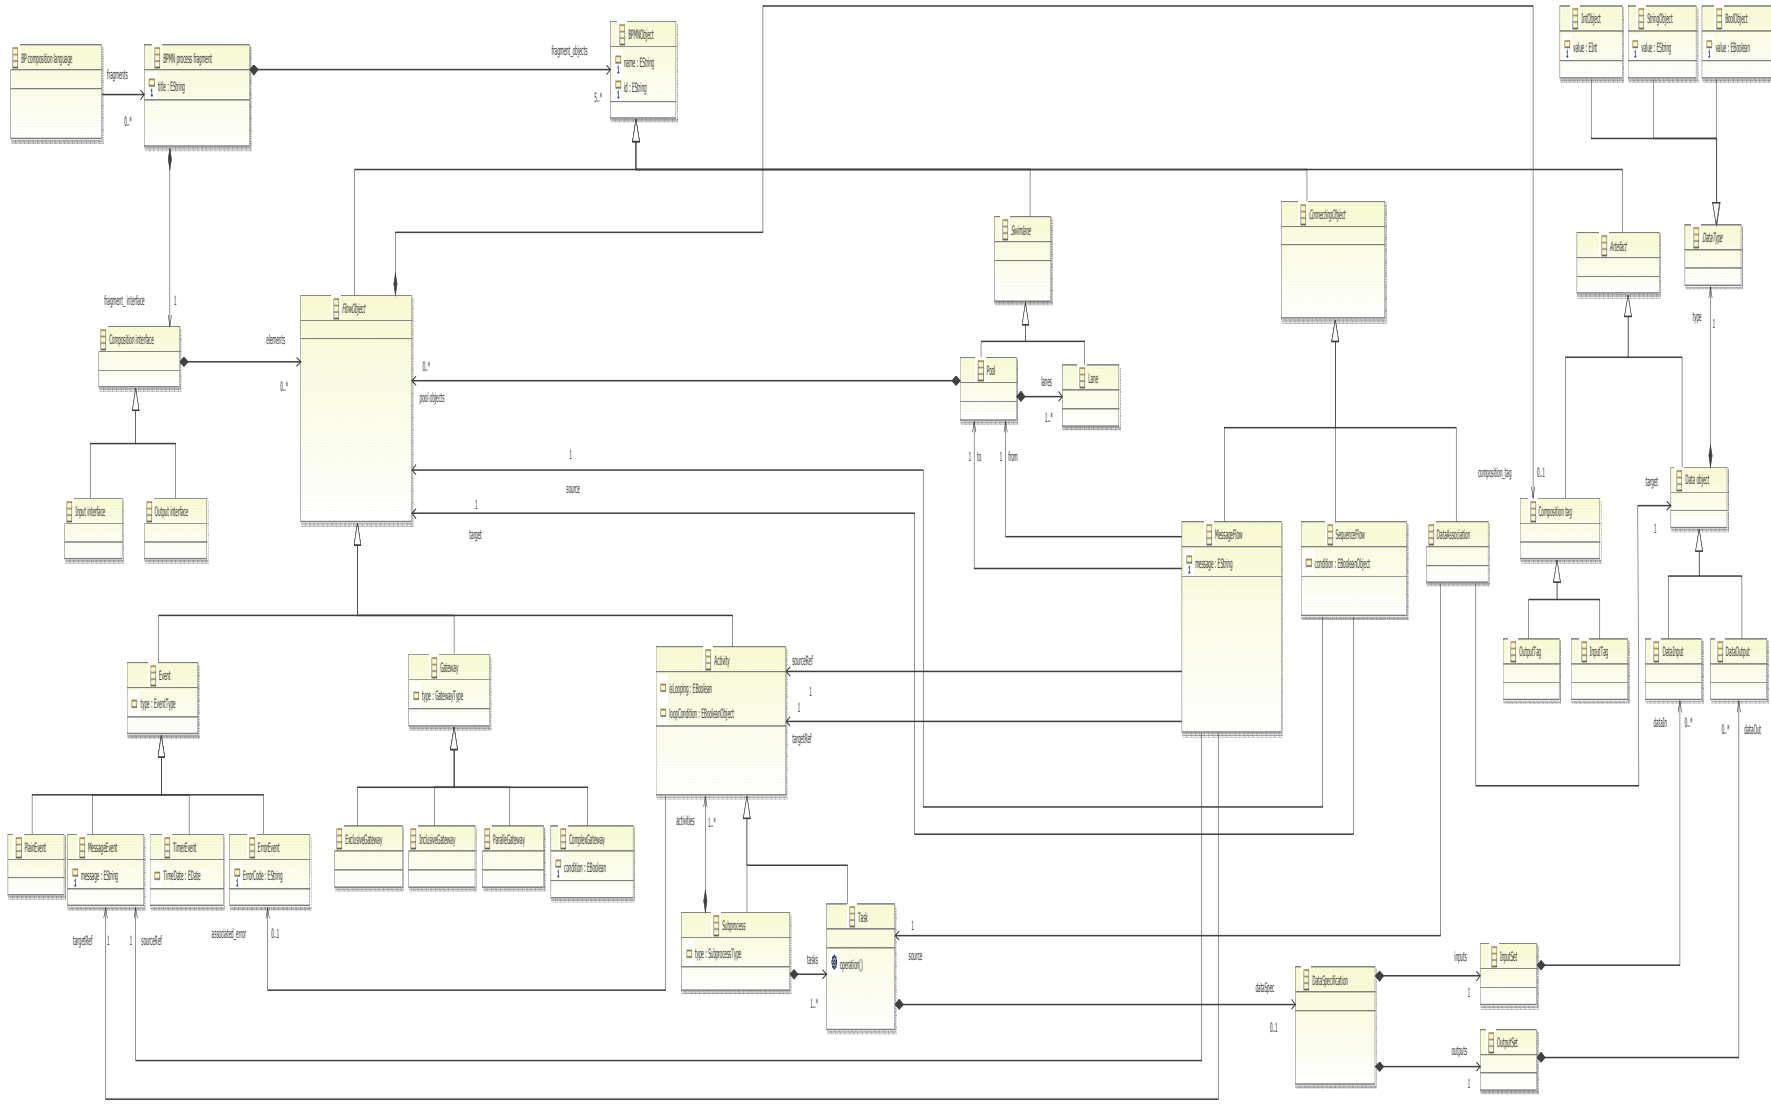 BP composition language
fragments
0..*
BPMN process fragment
title : EString
fragment_objects
5..*
BPMNObject
name : EString
id : EString
IntObject
value : EInt
StringObject
value : EString
BoolObject
value : EBoolean
fragment_interface
1
Composition interface
elements
0..*
Input interface
Output interface
FlowObject
0..*
pool objects
1
source
1
target
Swimlane
Pool
lanes
1..*
Lane
1
to
1
from
ConnectingObject
Artefact
DataType
type
1
composition_tag
0..1
target
1
Data object
Composition tag
MessageFlow
message : EString
SequenceFlow
condition : EBooleanObject
DataAssociation
OutputTag
InputTag
DataInput
DataOutput
dataIn
0..*
0..*
dataOut
Event
type : EventType
Gateway
type : GatewayType
Activity
isLooping : EBoolean
loopCondition : EBooleanObject
sourceRef
1
1
targetRef
PlainEvent
MessageEvent
message : EString
TimerEvent
TimeDate : EDate
ErrorEvent
ErrorCode : EString
ExclusiveGateway
InclusiveGateway
ParalleGateway
ComplexGateway
condition : EBoolean
activities
1..*
targetRef
1
1
sourceRef
associated_error
0..1
Subprocess
type : SubprocessType
tasks
1..*
Task
operation()
1
source
dataSpec
0..1
DataSpecification
inputs
1
InputSet
outputs
1
OutputSet